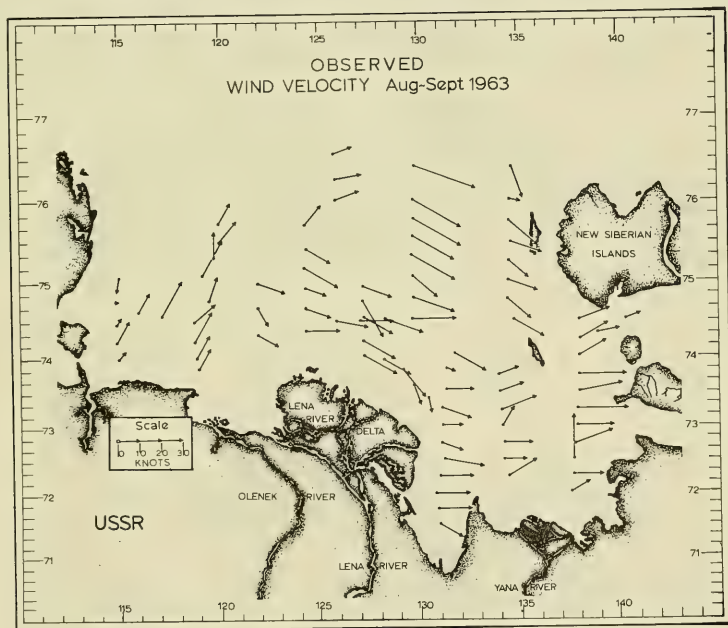 115 120 125 130 135 140
OBSERVED
WIND VELOCITY Aug-Sept 1963
77 77
76 76
NEW SIBERIAN
ISLANDS
75 75
74 74
LENA
RIVER
DELTA
73 73
Scale
0 10 20 30
KNOTS
72 72
OLENEK RIVER
USSR
71 71
LENA RIVER
YANA RIVER
115 120 125 130 135 140